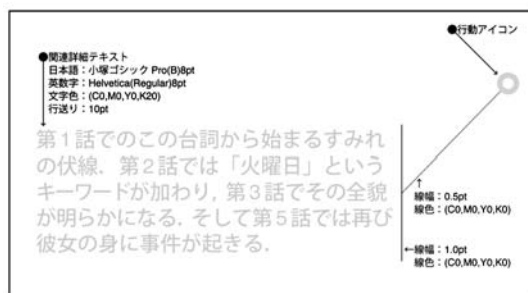 ●行動アイコン
●関連詳細テキスト
日本語：小塚ゴシック Pro(B)8pt
英数字：Helvetica(Regular)8pt
文字色：(C0,M0,Y0,K20)
行送り：10pt
第１話でのこの台詞から始まるすみれ
の伏線、第２話では「火曜日」という
キーワードが加わり, 第３話でその全貌
が明らかになる. そして第５話では再び
彼女の身に事件が起きる.
↑
線幅：0.5pt
線色：(C0,M0,Y0,K0)
←線幅：1.0pt
線色：(C0,M0,Y0,K0)